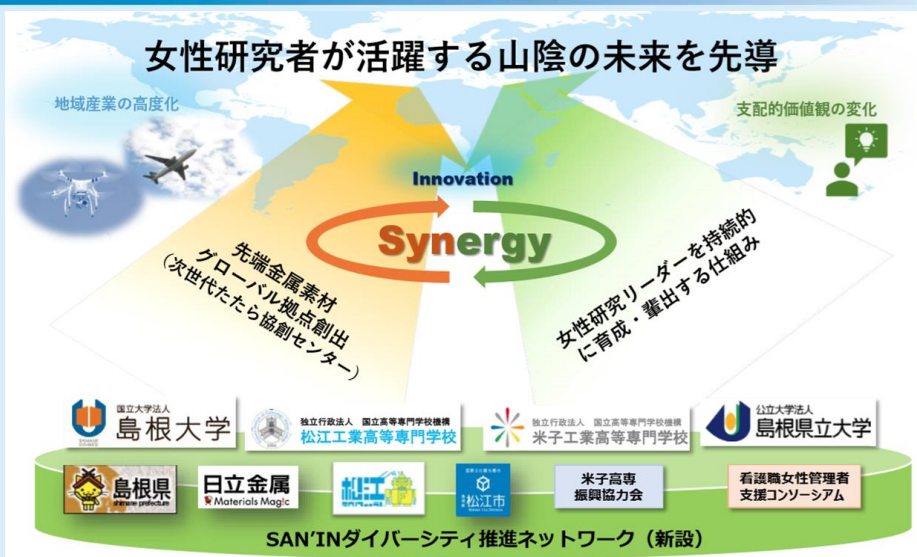 女性研究者が活躍する山陰の未来を先導
地域産業の高度化
支配的価値観の変化
Innovation
Synergy
先端金属素材
グローバル拠点創出
（次世代たたら協創センター）
女性研究リーダーを持続的
に育成・輩出する仕組み
国立大学法人
島根大学
独立行政法人 国立高等専門学校機構
松江工業高等専門学校
独立行政法人 国立高等専門学校機構
米子工業高等専門学校
公立大学法人
島根県立大学
島根県
shimane prefecture
日立金属
Materials Magic
松江
松江市
米子高専
振興協力会
看護職女性管理者
支援コンソーシアム
SAN'INダイバーシティ推進ネットワーク（新設）